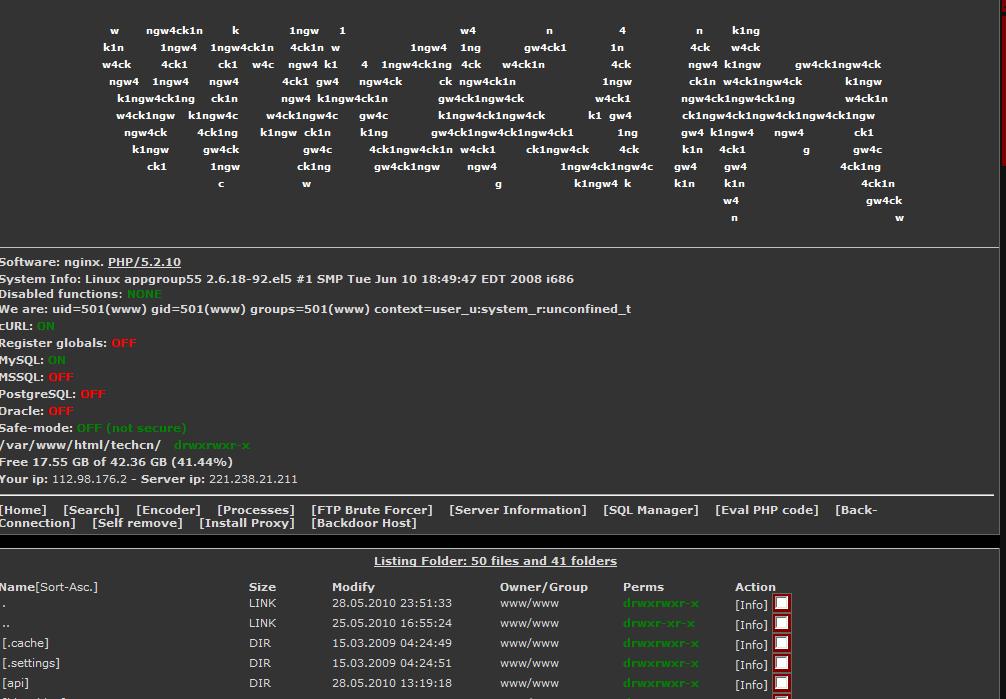 w ngw4ck1n k 1ngw 1 w4 n 4 n k1ng
k1n 1ngw4 1ngw4ck1n 4ck1n w 1ngw4 1ng gw4ck1 1n 4ck w4ck
w4ck 4ck1 ck1 w4c ngw4 k1 4 1ngw4ck1ng 4ck w4ck1n 4ck ngw4 k1ngw gw4ck1ngw4ck
ngw4 1ngw4 ngw4 4ck1 gw4 ngw4ck ck ngw4ck1n 1ngw ck1n w4ck1ngw4ck k1ngw
k1ngw4ck1ng ck1n ngw4 k1ngw4ck1n gw4ck1ngw4ck w4ck1 ngw4ck1ngw4ck1ng w4ck1n
w4ck1ngw k1ngw4c w4ck1ngw4c gw4c k1ngw4ck1ngw4ck k1 gw4 ck1ngw4ck1ngw4ck1ngw4ck1ngw
ngw4ck 4ck1ng k1ngw ck1n k1ng gw4ck1ngw4ck1ngw4ck1 1ng gw4 k1ngw4 ngw4 ck1
k1ngw gw4ck gw4c 4ck1ngw4ck1n w4ck1 ck1ngw4ck 4ck k1n 4ck1 g gw4c
ck1 1ngw ck1ng gw4ck1ngw ngw4 1ngw4ck1ngw4c gw4 gw4 4ck1ng
c w g k1ngw4 k k1n k1n 4ck1n
w4 gw4ck
n w
Software: nginx. PHP/5.2.10
System Info: Linux appgroup55 2.6.18-92.el5 #1 SMP Tue Jun 10 18:49:47 EDT 2008 i686
Disabled functions: NONE
We are: uid=501(www) gid=501(www) groups=501(www) context=user_u:system_r:unconfined_t
cURL: ON
Register globals: OFF
MySQL: ON
MSSQL: OFF
PostgreSQL: OFF
Oracle: OFF
Safe-mode: OFF (not secure)
/var/www/html/techcn/ drwxrwxr-x
Free 17.55 GB of 42.36 GB (41.44%)
Your ip: 112.98.176.2 - Server ip: 221.238.21.211
[Home] [Search] [Encoder] [Processes] [FTP Brute Forcer] [Server Information] [SQL Manager] [Eval PHP code] [Back-
Connection] [Self remove] [Install Proxy] [Backdoor Host]
Listing Folder: 50 files and 41 folders
Name[Sort-Asc.] Size Modify Owner/Group Perms Action
. LINK 28.05.2010 23:51:33 www/www drwxrwxr-x [Info]
.. LINK 25.05.2010 16:55:24 www/www drwxr-xr-x [Info]
[.cache] DIR 15.03.2009 04:24:49 www/www drwxrwxr-x [Info]
[.settings] DIR 15.03.2009 04:24:51 www/www drwxrwxr-x [Info]
[api] DIR 28.05.2010 13:19:18 www/www drwxrwxr-x [Info]